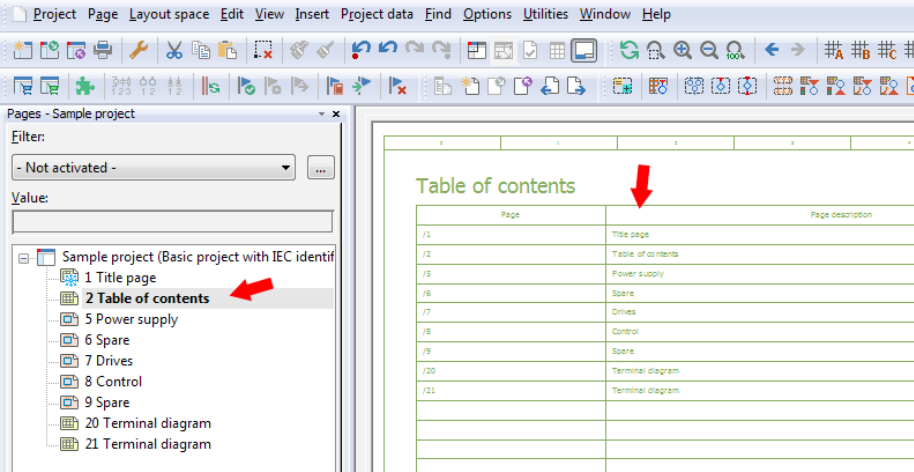 Project Page Layout space Edit View Insert Project data Find Options Utilities Window Help
Pages - Sample project
Filter:
- Not activated -
...
Value:
Sample project (Basic project with IEC identif
1 Title page
2 Table of contents
5 Power supply
6 Spare
7 Drives
8 Control
9 Spare
20 Terminal diagram
21 Terminal diagram
Table of contents
Page Page description
/1 Title page
/2 Table of contents
/5 Power supply
/6 Spare
/7 Drives
/8 Control
/9 Spare
/20 Terminal diagram
/21 Terminal diagram